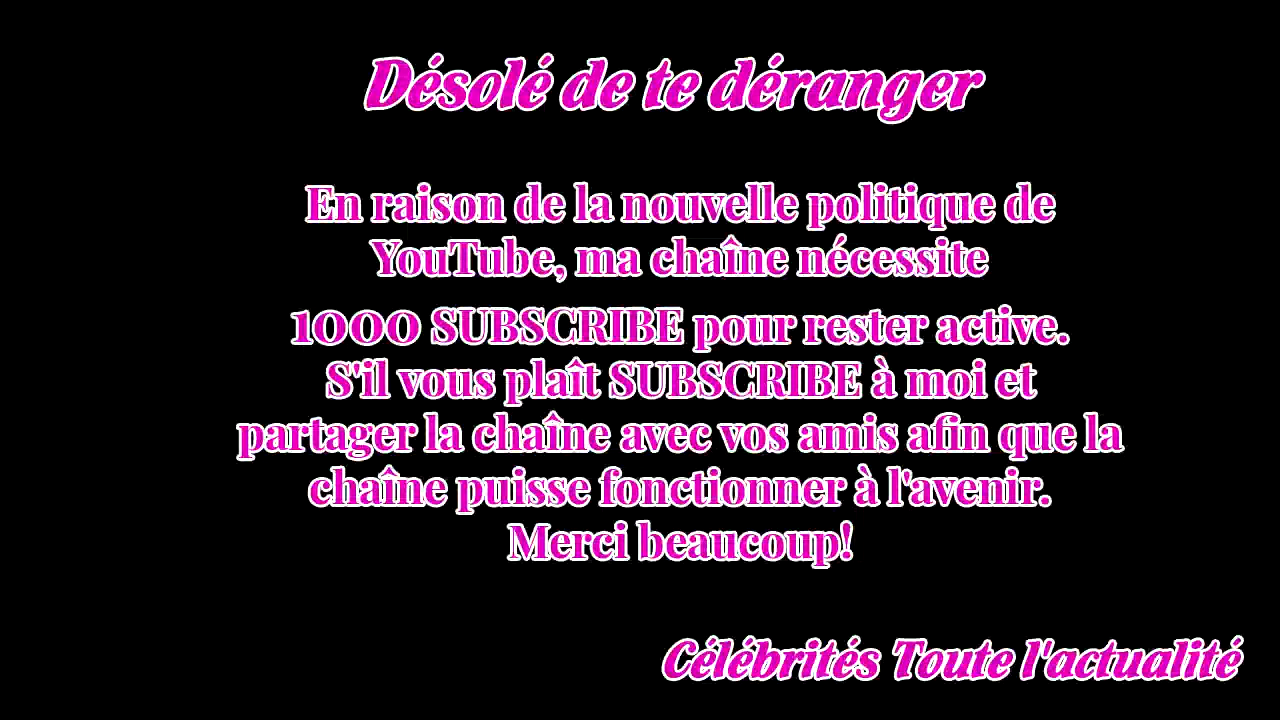 Désolé de te déranger
En raison de la nouvelle politique de
YouTube, ma chaîne nécessite
1000 SUBSCRIBE pour rester active.
S'il vous plaît SUBSCRIBE à moi et
partager la chaîne avec vos amis afin que la
chaîne puisse fonctionner à l'avenir.
Merci beaucoup!
Célébrités Toute l'actualité